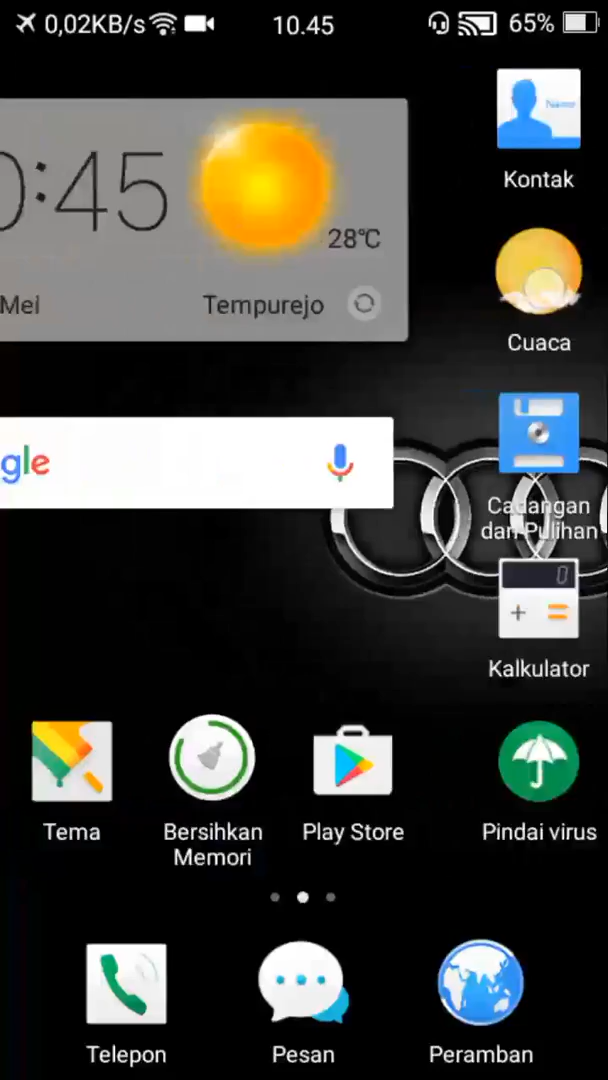 0,02KB/s 10.45 65%
0:45
28℃
Mei Tempurejo
gle
Name
Kontak
Cuaca
Cadangan
dan Pulihan
0
+ =
Kalkulator
Tema
Bersihkan
Memori
Play Store
Pindai virus
Telepon
Pesan
Peramban